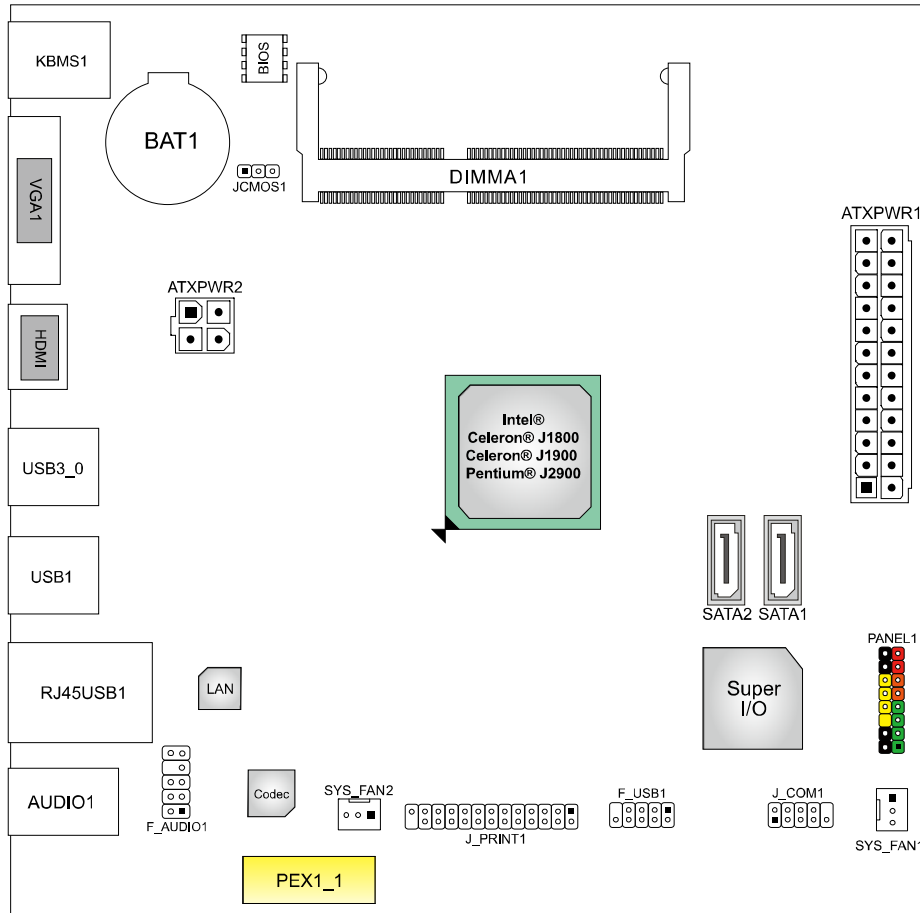 KBMS1
BIOS
BAT1
JCMOS1
DIMMA1
VGA1
ATXPWR1
ATXPWR2
HDMI
Intel®
Celeron® J1800
Celeron® J1900
Pentium® J2900
USB3_0
USB1
SATA2
SATA1
PANEL1
RJ45USB1
LAN
Super
I/O
AUDIO1
F_AUDIO1
Codec
SYS_FAN2
J_PRINT1
F_USB1
J_COM1
SYS_FAN1
PEX1_1